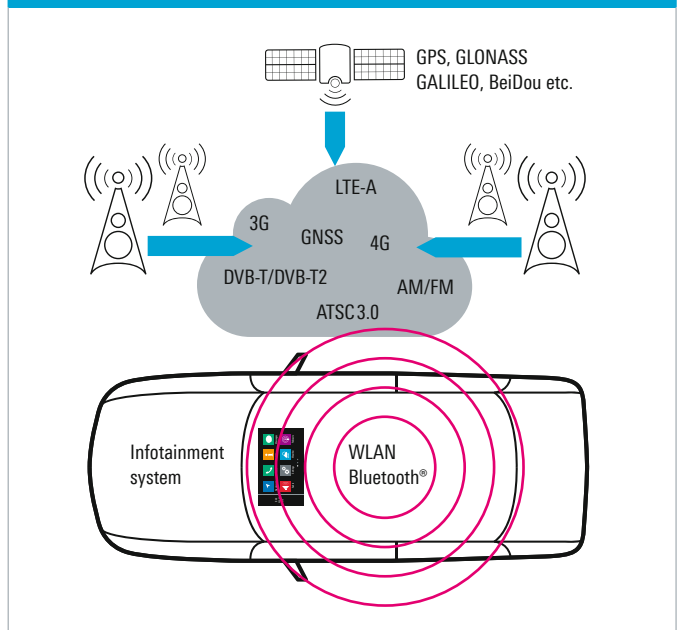 GPS, GLONASS
GALILEO, BeiDou etc.
LTE-A
3G
GNSS
4G
DVB-T/DVB-T2
AM/FM
ATSC 3.0
Infotainment
system
WLAN
Bluetooth®